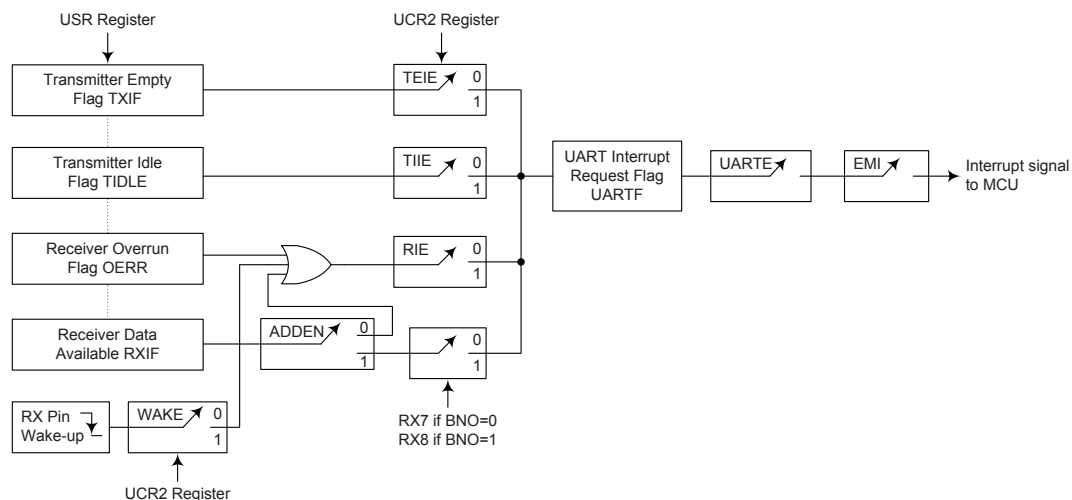 USR Register
UCR2 Register
Transmitter Empty
Flag TXIF
TEIE
0
1
Transmitter Idle
Flag TIDLE
TIIE
0
1
UART Interrupt
Request Flag
UARTF
UARTE
EMI
Interrupt signal
to MCU
Receiver Overrun
Flag OERR
RIE
0
1
Receiver Data
Available RXIF
ADDEN
0
1
0
1
RX Pin
Wake-up
WAKE
0
1
RX7 if BNO=0
RX8 if BNO=1
UCR2 Register